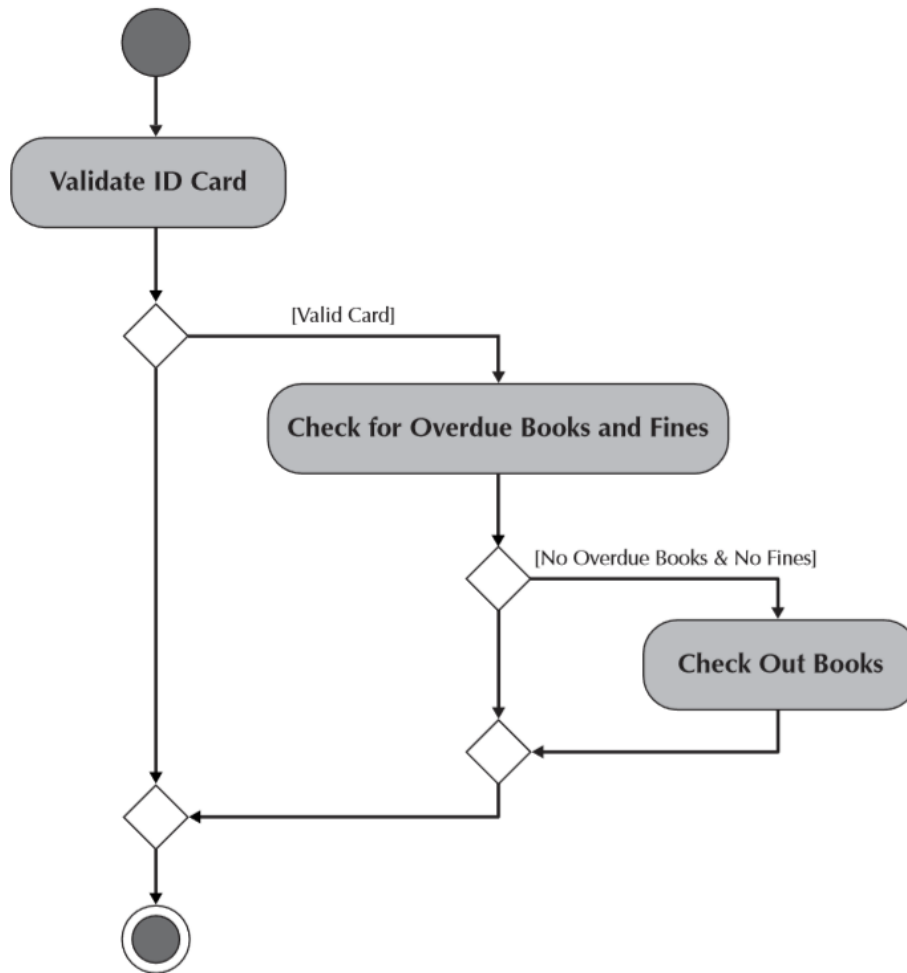 Validate ID Card
[Valid Card]
Check for Overdue Books and Fines
[No Overdue Books & No Fines]
Check Out Books